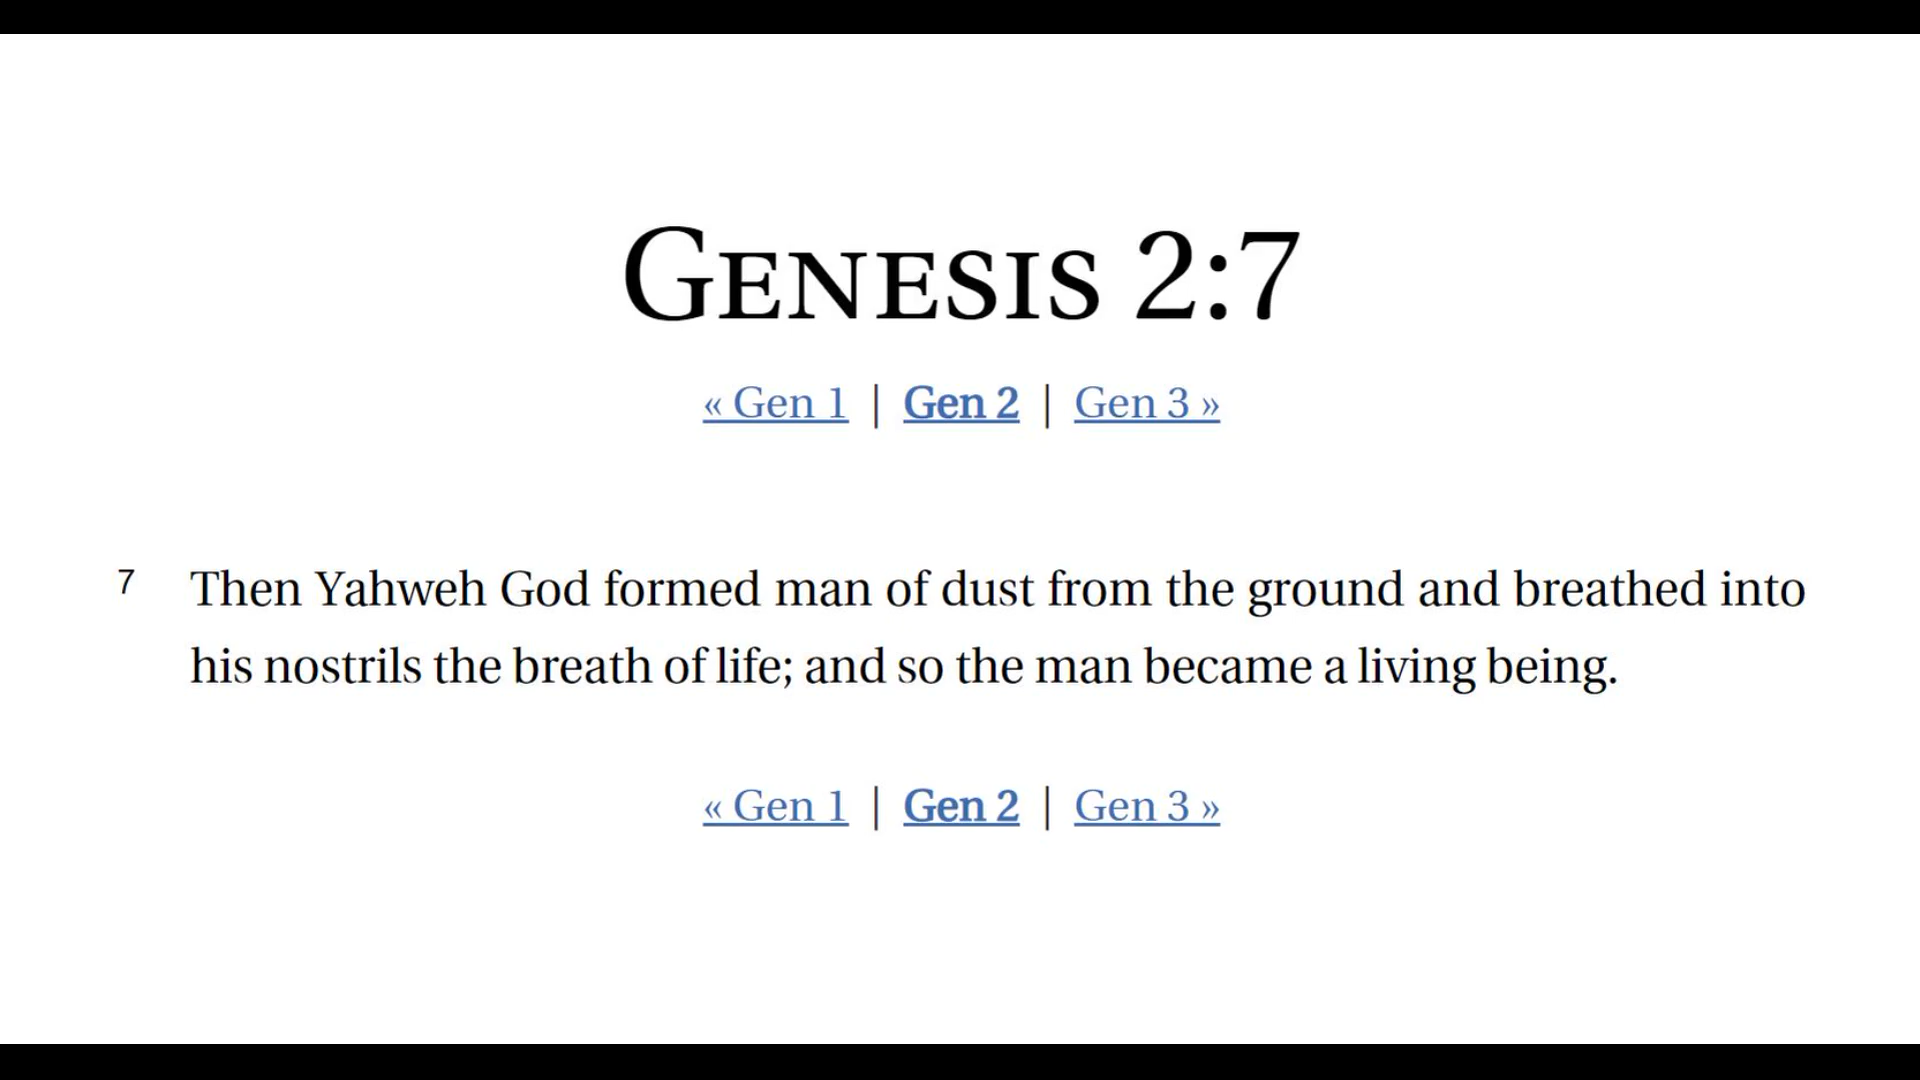 Genesis 2:7
« Gen 1 | Gen 2 | Gen 3 »
7 Then Yahweh God formed man of dust from the ground and breathed into
his nostrils the breath of life; and so the man became a living being.
« Gen 1 | Gen 2 | Gen 3 »